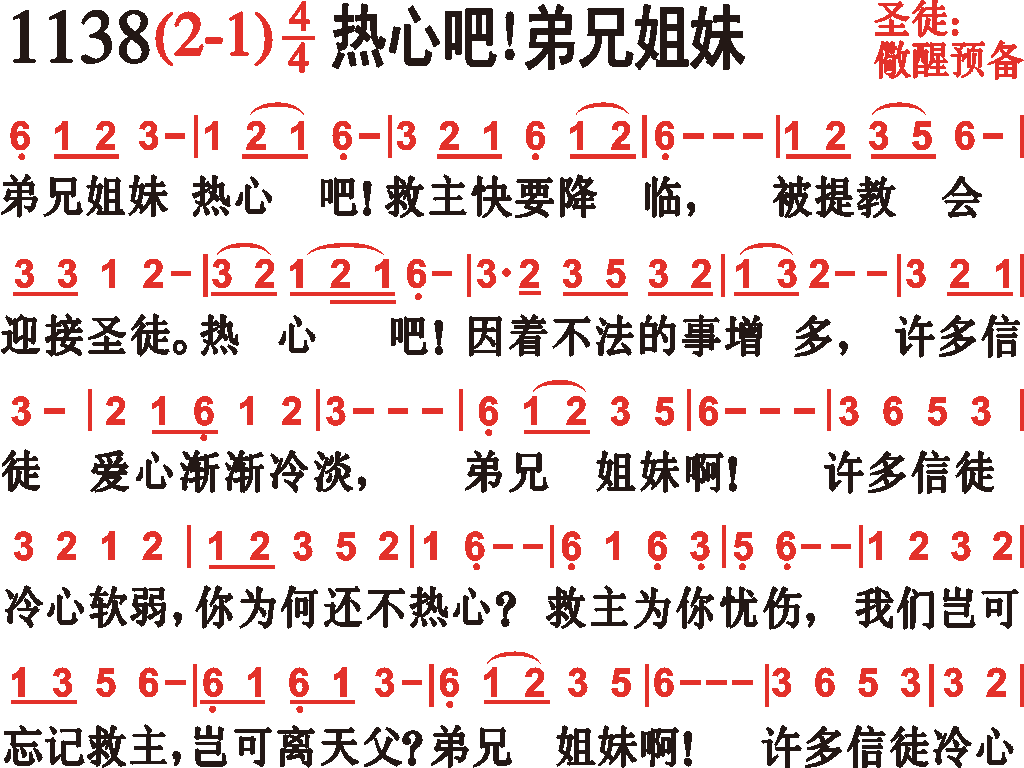 1138(2-1) 4/4 热心吧！弟兄姐妹 圣徒：
儆醒预备
6 1 2 3-|1 2 1 6-|3 2 1 6 1 2|6---|1 2 3 5 6-|
弟兄姐妹 热心 吧！救主快要降 临， 被提教 会
3 3 1 2-|3 2 1 2 1 6-|3·2 3 5 3 2|1 3 2--|3 2 1|
迎接圣徒。热 心 吧！因着不法的事增 多， 许多信
3-|2 1 6 1 2|3---|6 1 2 3 5|6---|3 6 5 3|
徒 爱心渐渐冷淡， 弟兄 姐妹啊！ 许多信徒
3 2 1 2|1 2 3 5 2|1 6--|6 1 6 3|5 6--|1 2 3 2|
冷心软弱，你为何还不热心？ 救主为你忧伤， 我们岂可
1 3 5 6-|6 1 6 1 3-|6 1 2 3 5|6---|3 6 5 3|3 2|
忘记救主，岂可离天父？弟兄 姐妹啊！ 许多信徒冷心